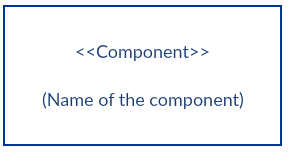 <<Component>>
(Name of the component)